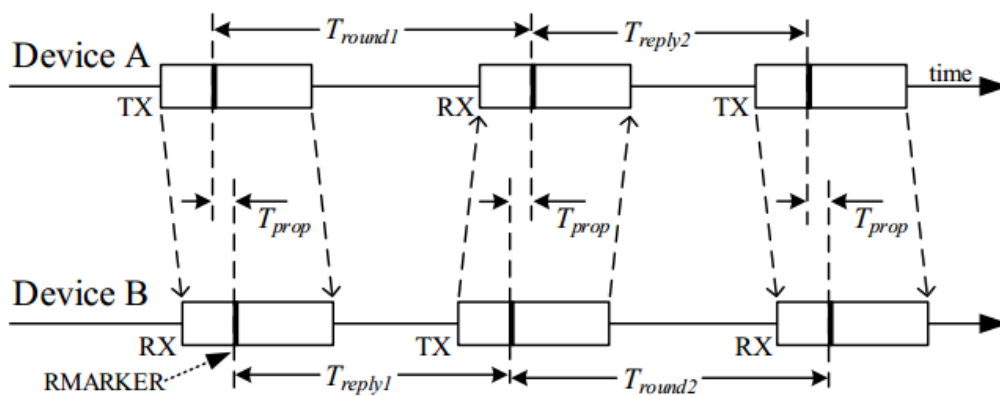 T_round1
T_reply2
Device A
time
TX
RX
TX
T_prop
T_prop
T_prop
Device B
RX
TX
RX
RMARKER
T_reply1
T_round2